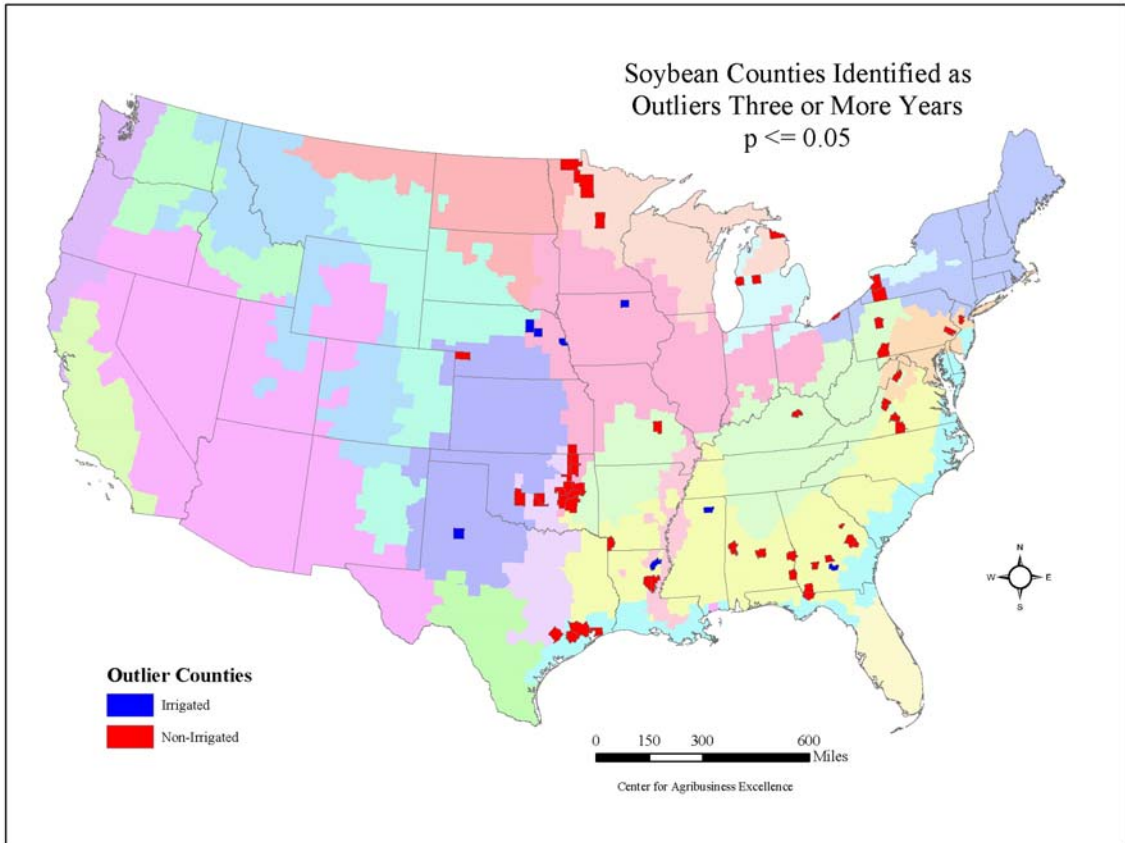 Soybean Counties Identified as
Outliers Three or More Years
p <= 0.05
N
W E
S
Outlier Counties
Irrigated
Non-Irrigated
0 150 300 600
Miles
Center for Agribusiness Excellence